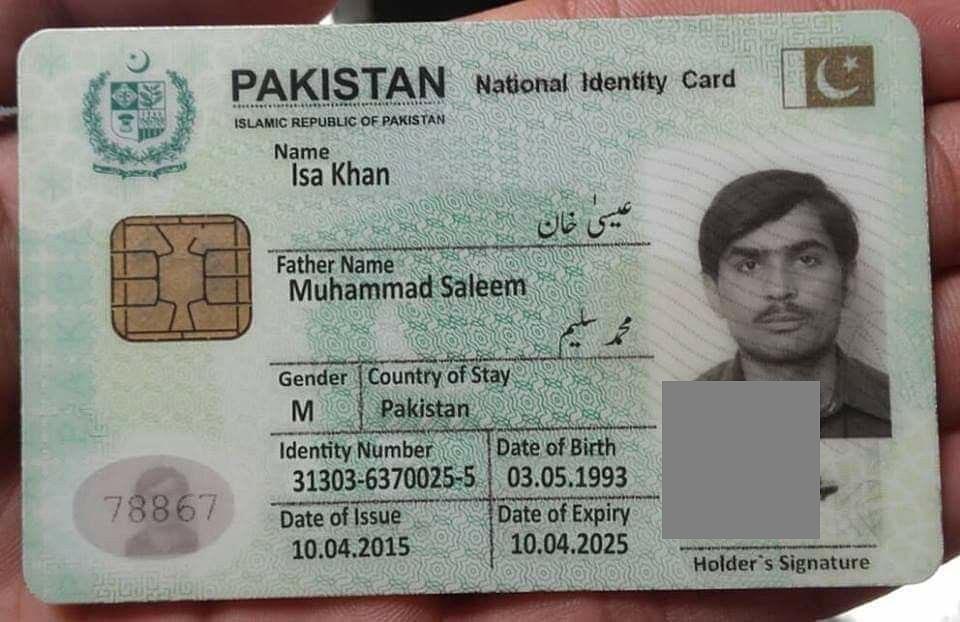 PAKISTAN National Identity Card
ISLAMIC REPUBLIC OF PAKISTAN
Name
Isa Khan
عیسیٰ خان
Father Name
Muhammad Saleem
محمد سلیم
Gender Country of Stay
M Pakistan
Identity Number Date of Birth
31303-6370025-5 03.05.1993
Date of Issue Date of Expiry
10.04.2015 10.04.2025
78867
Holder`s Signature